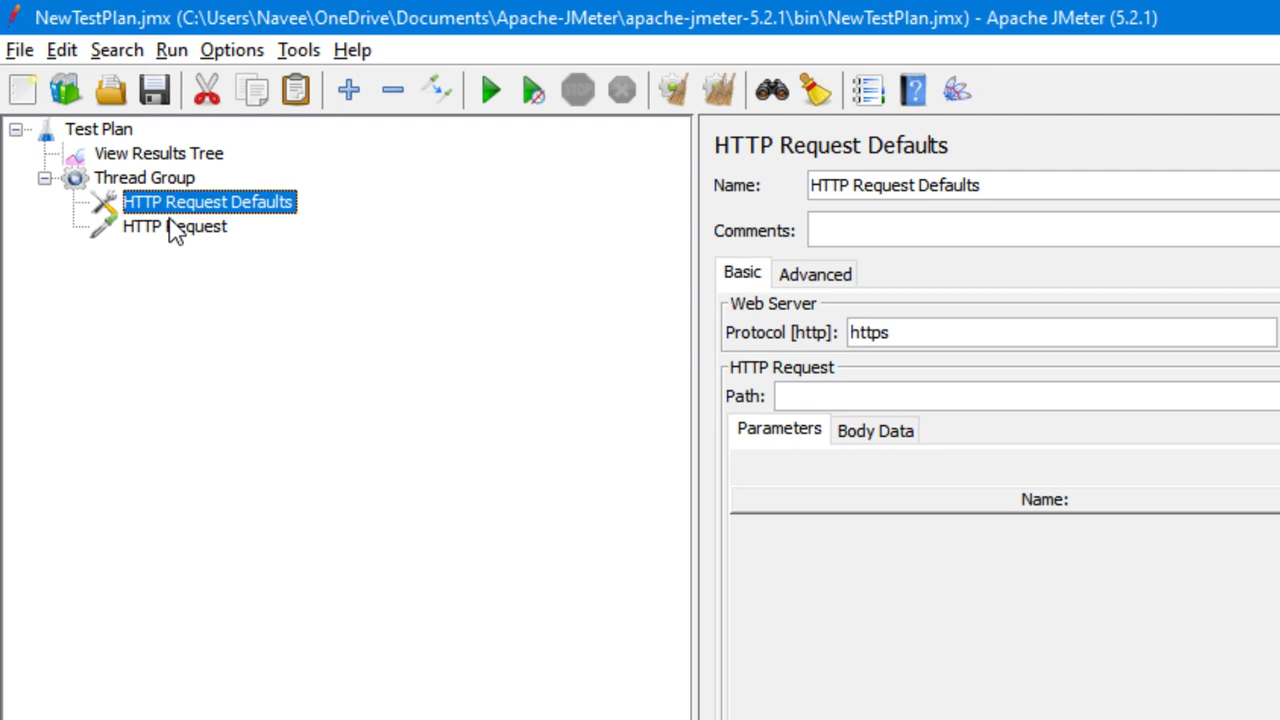 NewTestPlan.jmx (C:\Users\Navee\OneDrive\Documents\Apache-JMeter\apache-jmeter-5.2.1\bin\NewTestPlan.jmx) - Apache JMeter (5.2.1)
File Edit Search Run Options Tools Help
STOP
Test Plan
View Results Tree
Thread Group
HTTP Request Defaults
HTTP Request
HTTP Request Defaults
Name: HTTP Request Defaults
Comments:
Basic Advanced
Web Server
Protocol [http]: https
HTTP Request
Path:
Parameters Body Data
Name: